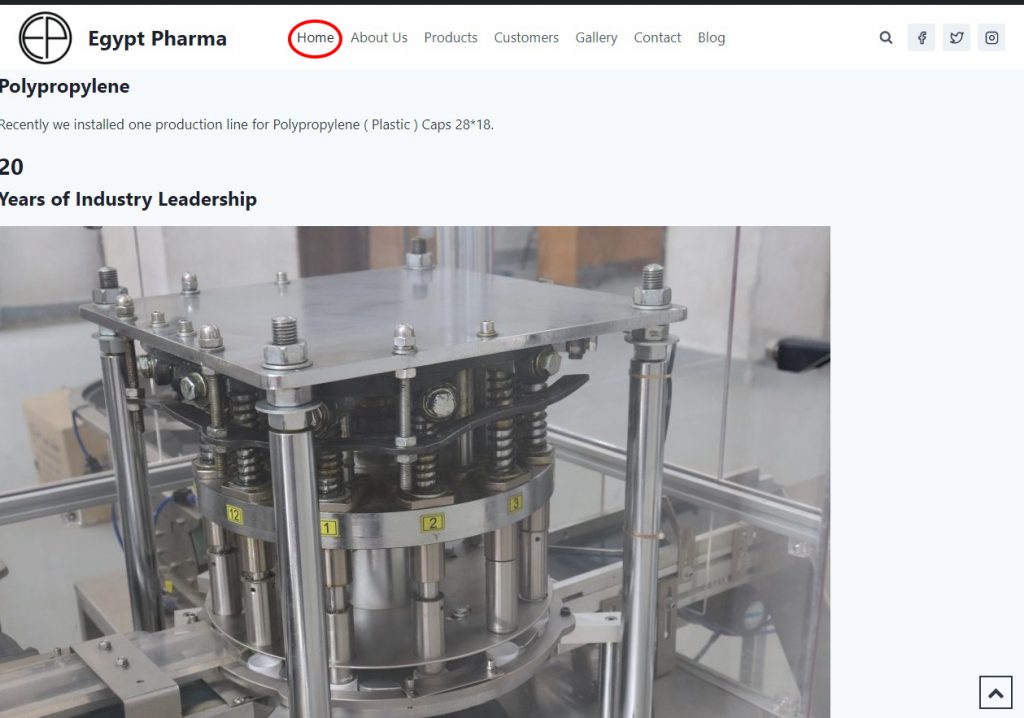 Egypt Pharma
Home About Us Products Customers Gallery Contact Blog
Polypropylene
Recently we installed one production line for Polypropylene ( Plastic ) Caps 28*18.
20
Years of Industry Leadership
12 1 2 3